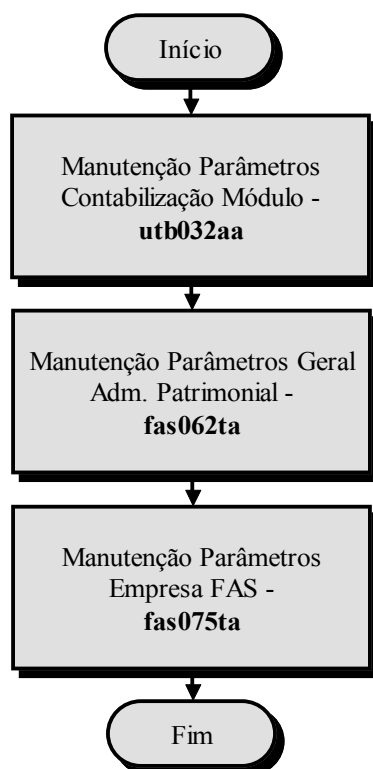 Início
Manutenção Parâmetros
Contabilização Módulo -
utb032aa
Manutenção Parâmetros Geral
Adm. Patrimonial -
fas062ta
Manutenção Parâmetros
Empresa FAS -
fas075ta
Fim